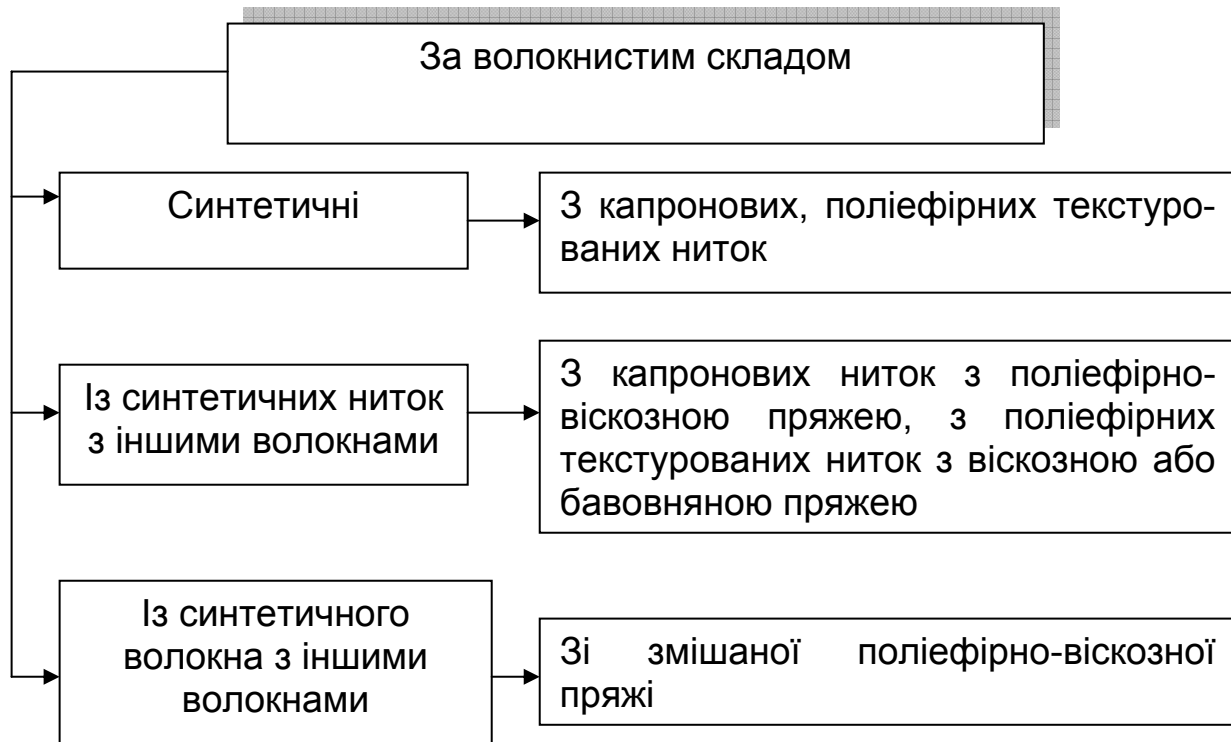 За волокнистим складом
Синтетичні
З капронових, поліефірних текстуро-
ваних ниток
Із синтетичних ниток
з іншими волокнами
З капронових ниток з поліефірно-
віскозною пряжею, з поліефірних
текстурованих ниток з віскозною або
бавовняною пряжею
Із синтетичного
волокна з іншими
волокнами
Зі змішаної поліефірно-віскозної
пряжі